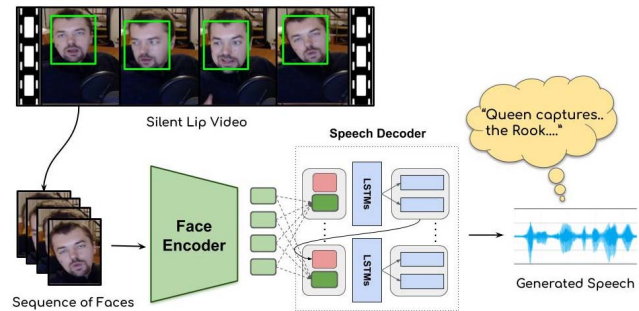 Silent Lip Video
Speech Decoder
"Queen captures..
the Rook...."
Face
Encoder
LSTMs
LSTMs
Sequence of Faces
Generated Speech